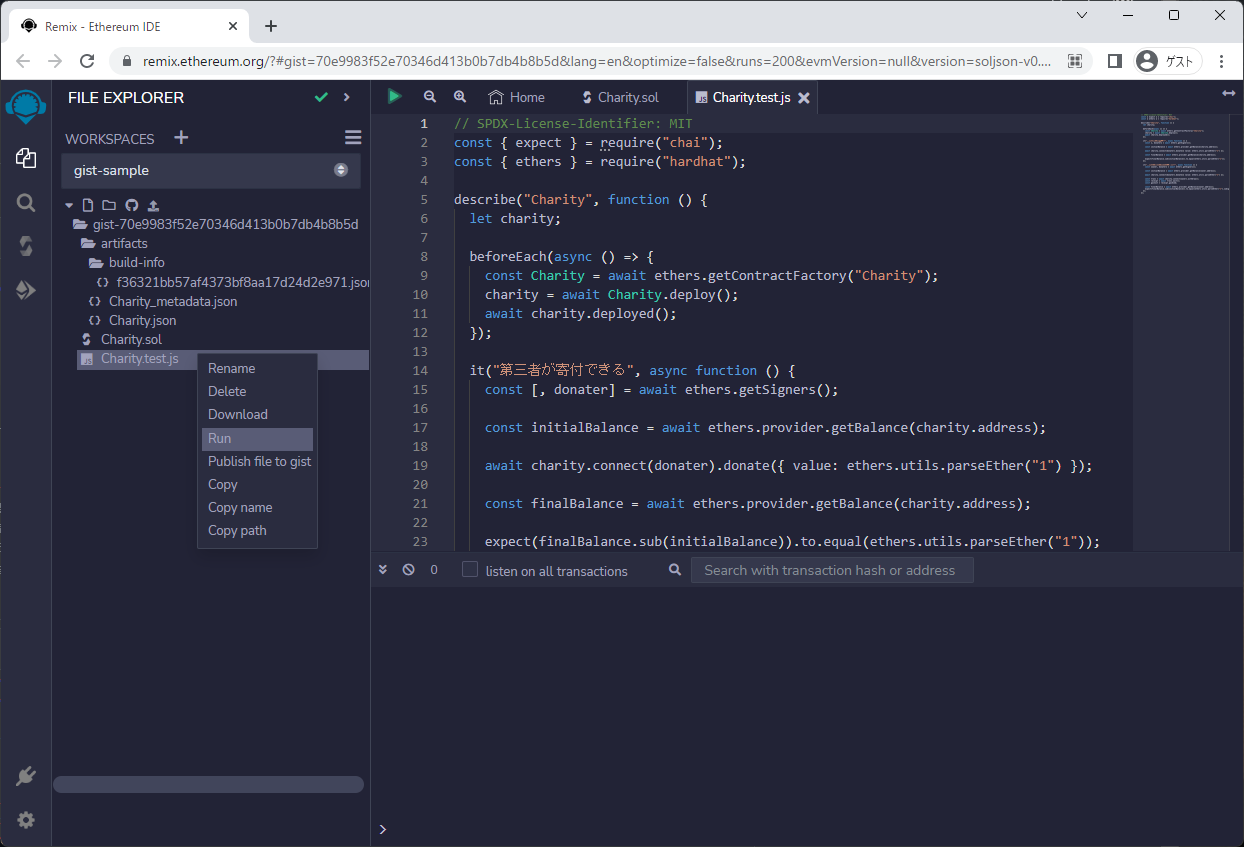 Remix - Ethereum IDE
remix.ethereum.org/?#gist=70e9983f52e70346d413b0b7db4b8b5d&lang=en&optimize=false&runs=200&evmVersion=null&version=soljson-v0....
ゲスト
FILE EXPLORER
WORKSPACES
gist-sample
gist-70e9983f52e70346d413b0b7db4b8b5d
artifacts
build-info
f36321bb57af4373bf8aa17d24d2e971.json
Charity_metadata.json
Charity.json
Charity.sol
Charity.test.js
Rename
Delete
Download
Run
Publish file to gist
Copy
Copy name
Copy path
Home
Charity.sol
Charity.test.js
1 // SPDX-License-Identifier: MIT
2 const { expect } = require("chai");
3 const { ethers } = require("hardhat");
4
5 describe("Charity", function () {
6 let charity;
7
8 beforeEach(async () => {
9 const Charity = await ethers.getContractFactory("Charity");
10 charity = await Charity.deploy();
11 await charity.deployed();
12 });
13
14 it("第三者が寄付できる", async function () {
15 const [, donater] = await ethers.getSigners();
16
17 const initialBalance = await ethers.provider.getBalance(charity.address);
18
19 await charity.connect(donater).donate({ value: ethers.utils.parseEther("1") });
20
21 const finalBalance = await ethers.provider.getBalance(charity.address);
22
23 expect(finalBalance.sub(initialBalance)).to.equal(ethers.utils.parseEther("1"));
0
listen on all transactions
Search with transaction hash or address
>